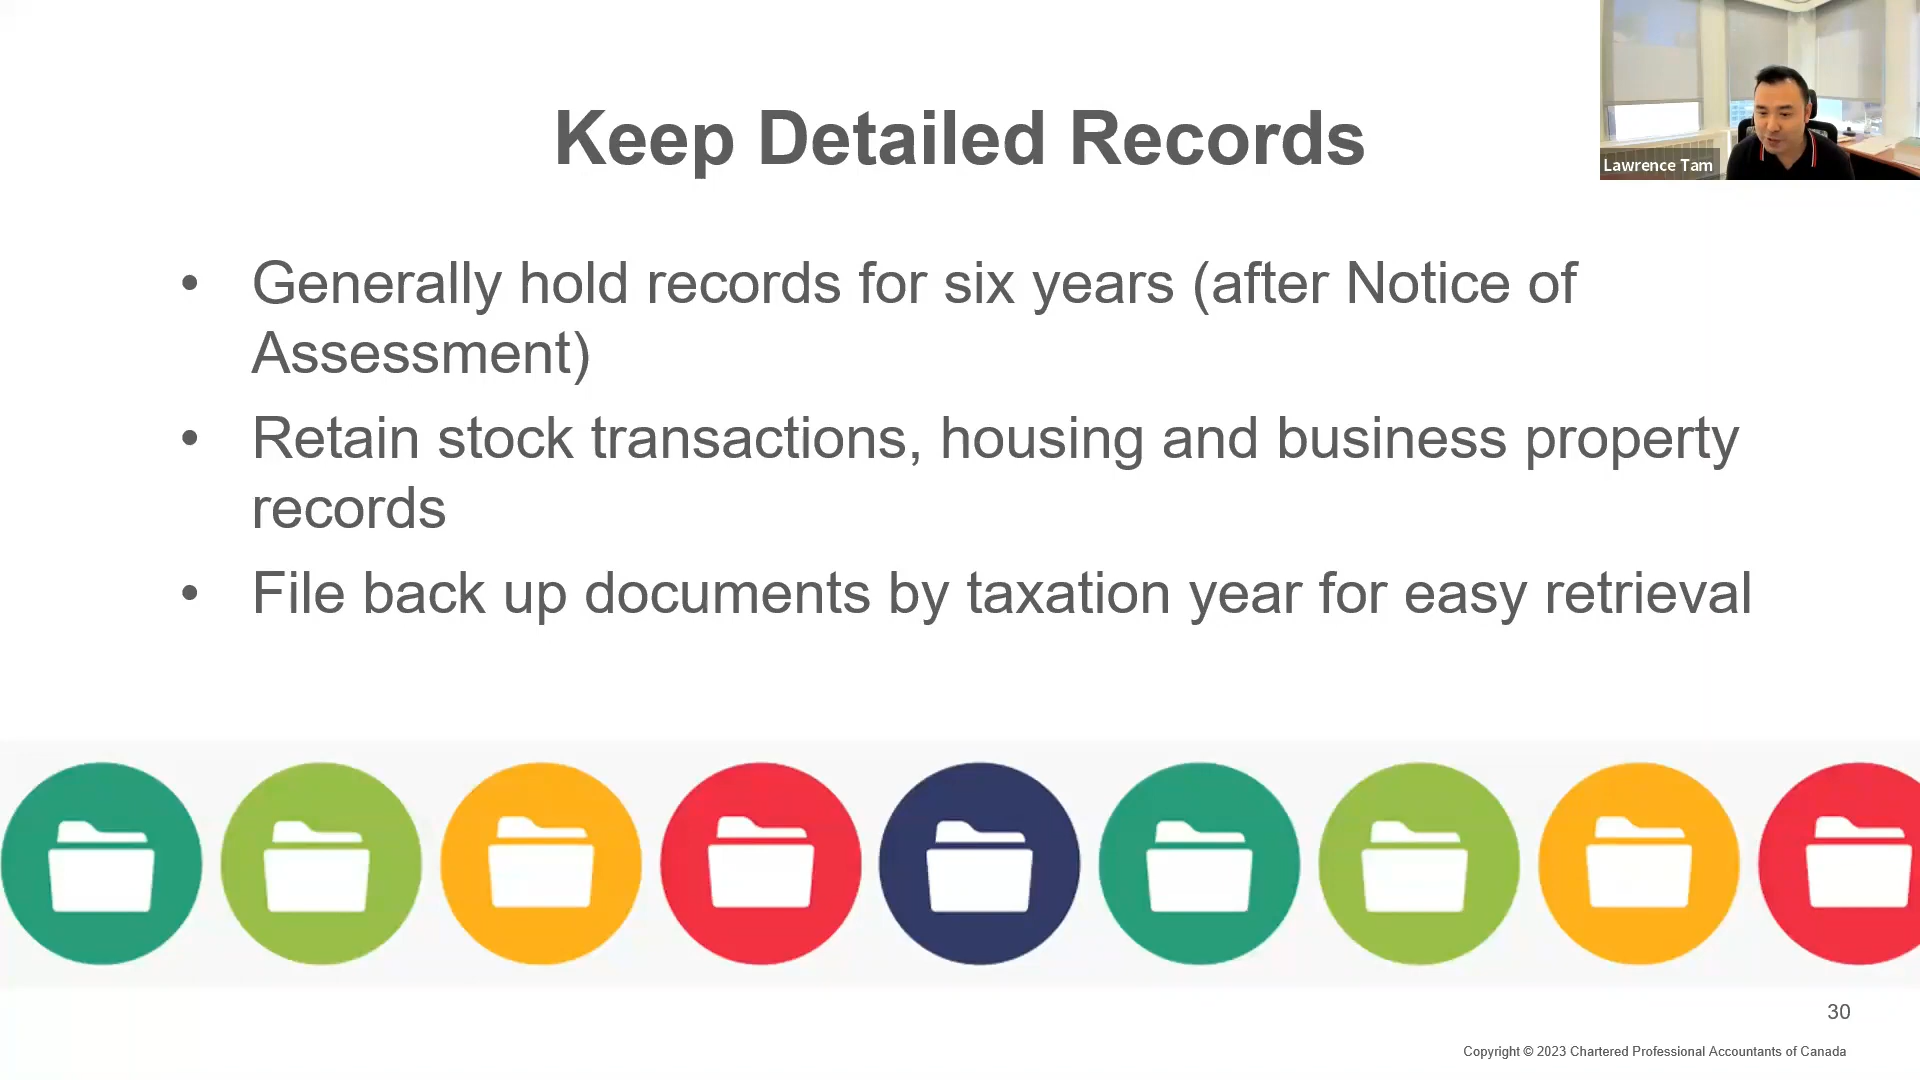 Keep Detailed Records
Lawrence Tam
• Generally hold records for six years (after Notice of
Assessment)
• Retain stock transactions, housing and business property
records
• File back up documents by taxation year for easy retrieval
30
Copyright © 2023 Chartered Professional Accountants of Canada